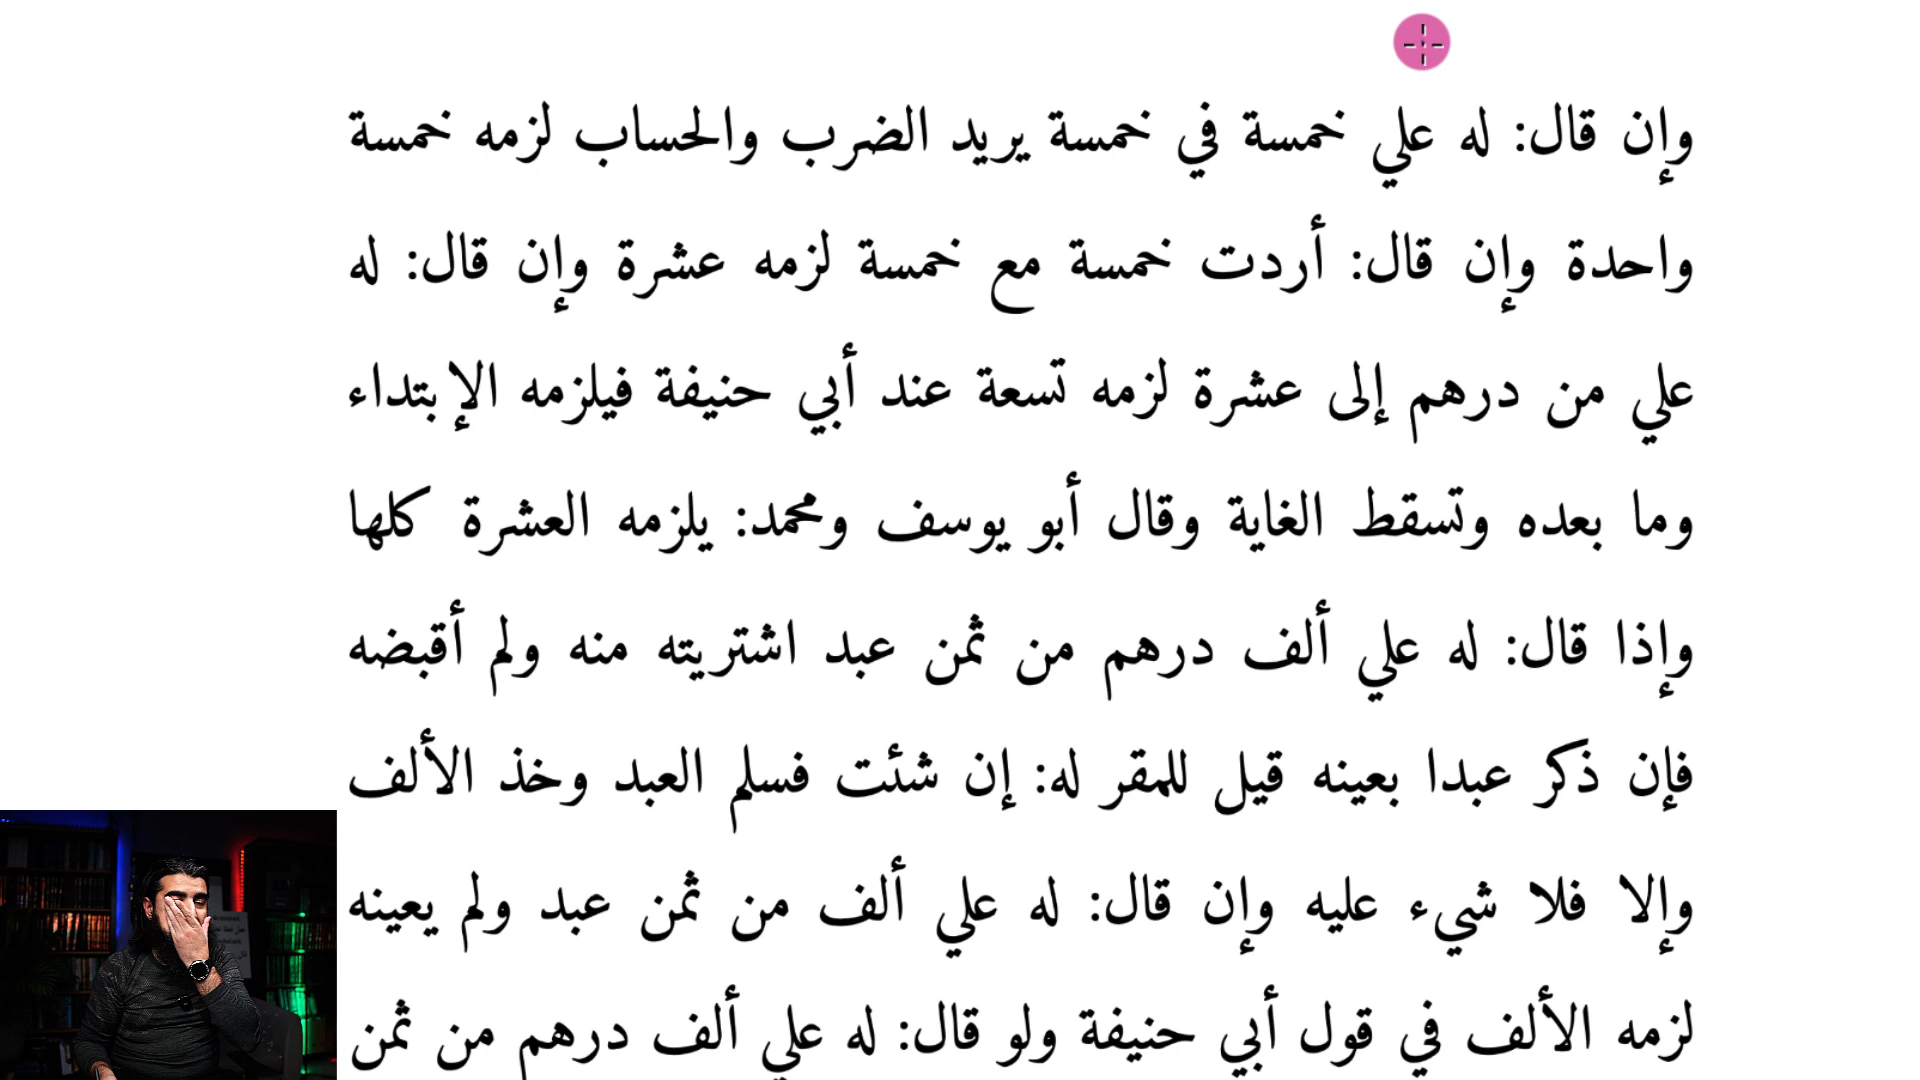 وإن قال: له علي خمسة في خمسة يريد الضرب والحساب لزمه خمسة
واحدة وإن قال: أردت خمسة مع خمسة لزمه عشرة وإن قال: له
علي من درهم إلى عشرة لزمه تسعة عند أبي حنيفة فيلزمه الإبتداء
وما بعده وتسقط الغاية وقال أبو يوسف ومحمد: يلزمه العشرة كلها
وإذا قال: له علي ألف درهم من ثمن عبد اشتريته منه ولم أقبضه
فإن ذكر عبدا بعينه قيل للمقر له: إن شئت فسلم العبد وخذ الألف
وإلا فلا شيء عليه وإن قال: له علي ألف من ثمن عبد ولم يعينه
لزمه الألف في قول أبي حنيفة ولو قال: له علي ألف درهم من ثمن